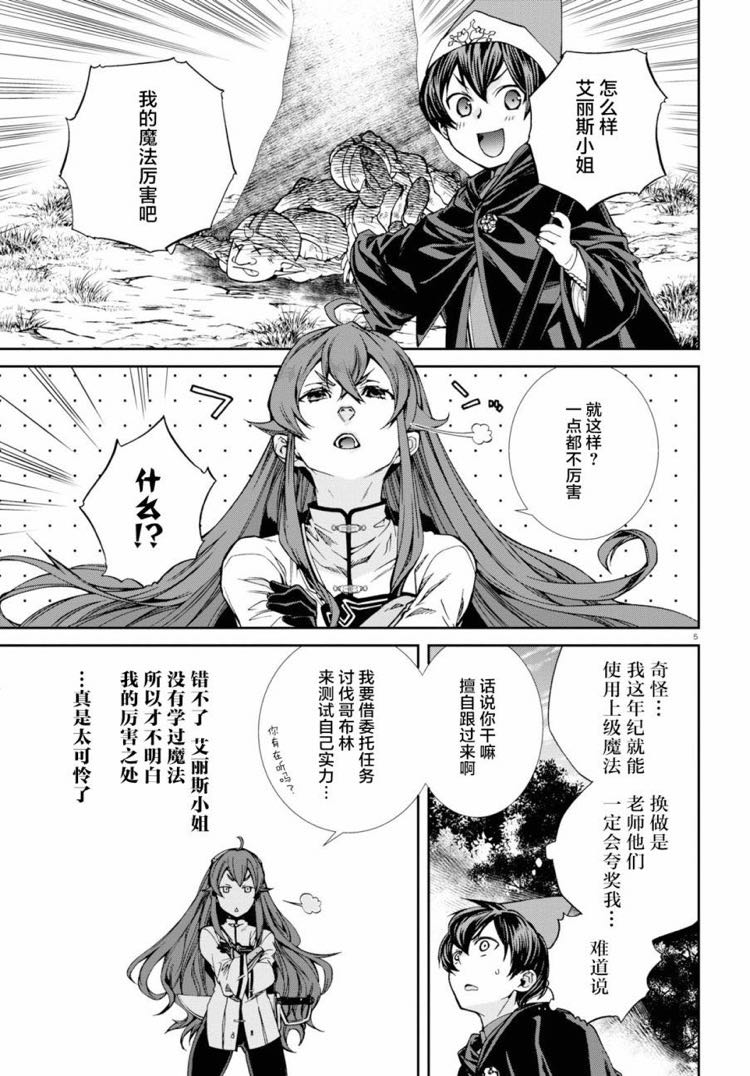 怎么样
艾丽斯小姐
我的魔法厉害吧
就这样？
一点都不厉害
什么!?
5
奇怪…
我这年纪就能
使用上级魔法
换做是
老师他们
一定会夸奖我…
难道说
话说你干嘛
擅自跟过来啊
我要借委托任务
讨伐哥布林
来测试自己实力…
你有
在听吗？
错不了 艾丽斯小姐
没有学过魔法
所以才不明白
我的厉害之处
…真是太可怜了